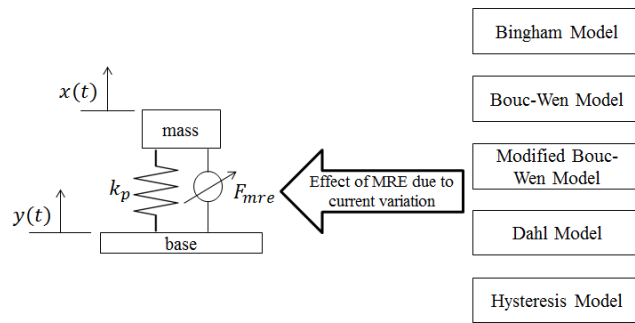 x(t)
mass
k_p
F_mre
y(t)
base
Effect of MRE due to
current variation
Bingham Model
Bouc-Wen Model
Modified Bouc-
Wen Model
Dahl Model
Hysteresis Model